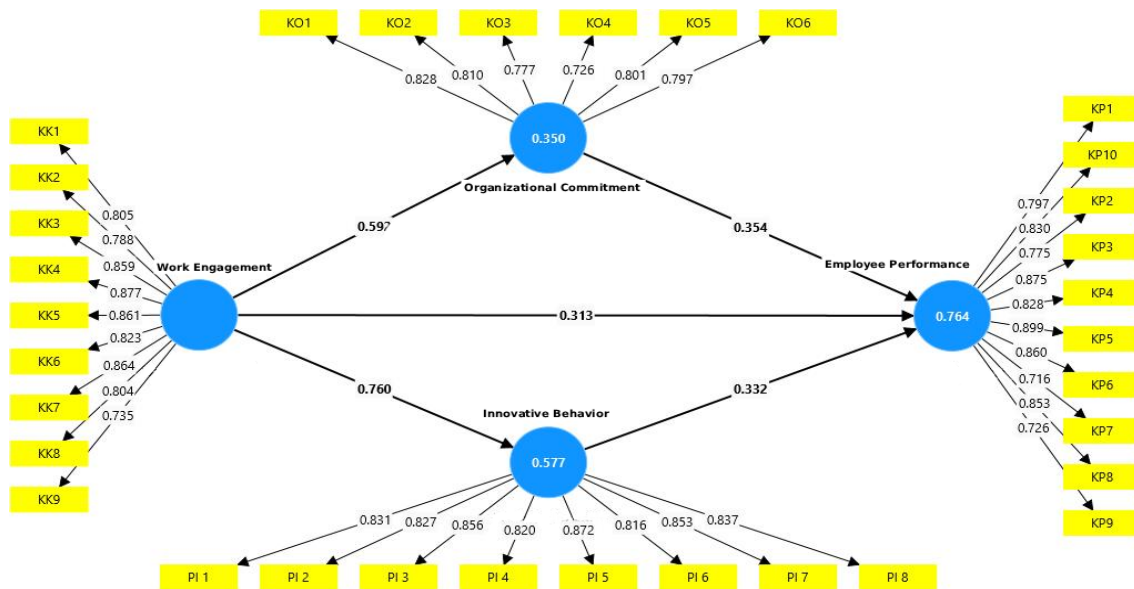 KO1 KO2 KO3 KO4 KO5 KO6
0.828 0.810 0.777 0.726 0.801 0.797
0.350
Organizational Commitment
KK1
KK2
KK3
KK4
KK5
KK6
KK7
KK8
KK9
0.805
0.788
0.859
0.877
0.861
0.823
0.864
0.804
0.735
Work Engagement
0.354
0.313
0.760
0.332
Employee Performance
0.764
0.797
0.830
0.775
0.875
0.828
0.899
0.860
0.716
0.853
0.726
KP1
KP10
KP2
KP3
KP4
KP5
KP6
KP7
KP8
KP9
Innovative Behavior
0.577
0.831 0.827 0.856 0.820 0.872 0.816 0.853 0.837
PI 1 PI 2 PI 3 PI 4 PI 5 PI 6 PI 7 PI 8